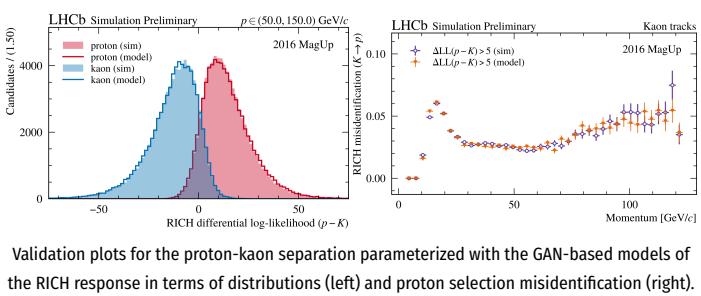 LHCb Simulation Preliminary p ∈ (50.0, 150.0) GeV/c
2016 MagUp
proton (sim)
proton (model)
kaon (sim)
kaon (model)
Candidates / (1.50)
4000
2000
0
−50 0 50
RICH differential log-likelihood (p − K)
LHCb Simulation Preliminary Kaon tracks
2016 MagUp
ΔLL(p − K) > 5 (sim)
ΔLL(p − K) > 5 (model)
RICH misidentification (K → p)
0.10
0.05
0.00
0 50 100
Momentum [GeV/c]
Validation plots for the proton-kaon separation parameterized with the GAN-based models of
the RICH response in terms of distributions (left) and proton selection misidentification (right).